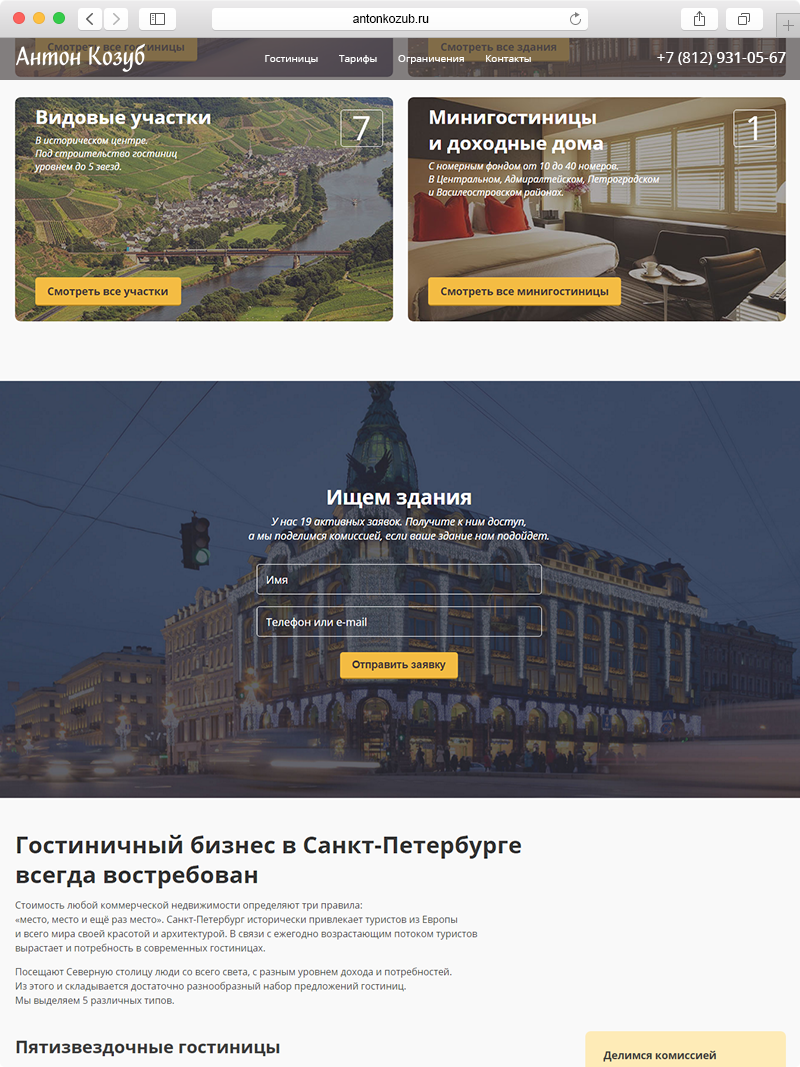 antonkozub.ru
Смотреть все гостиницы
Смотреть все здания
Антон Козуб
Гостиницы
Тарифы
Ограничения
Контакты
+7 (812) 931-05-67
Видовые участки
7
В историческом центре.
Под строительство гостиниц
уровнем до 5 звезд.
Смотреть все участки
Минигостиницы
и доходные дома
1
С номерным фондом от 10 до 40 номеров.
В Центральном, Адмиралтейском, Петроградском
и Василеостровском районах.
Смотреть все минигостиницы
Ищем здания
У нас 19 активных заявок. Получите к ним доступ,
а мы поделимся комиссией, если ваше здание нам подойдет.
Имя
Телефон или e-mail
Отправить заявку
Гостиничный бизнес в Санкт-Петербурге
всегда востребован
Стоимость любой коммерческой недвижимости определяют три правила:
«место, место и ещё раз место». Санкт-Петербург исторически привлекает туристов из Европы
и всего мира своей красотой и архитектурой. В связи с ежегодно возрастающим потоком туристов
вырастает и потребность в современных гостиницах.
Посещают Северную столицу люди со всего света, с разным уровнем дохода и потребностей.
Из этого и складывается достаточно разнообразный набор предложений гостиниц.
Мы выделяем 5 различных типов.
Пятизвездочные гостиницы
Делимся комиссией